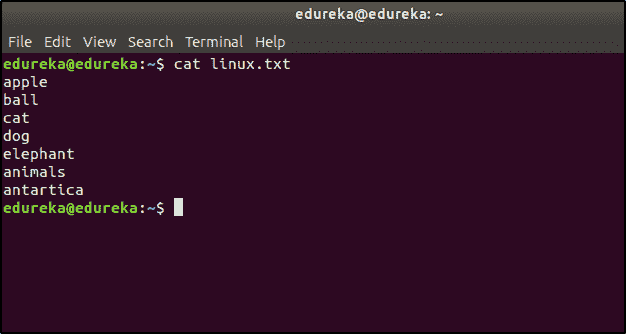 edureka@edureka: ~
File Edit View Search Terminal Help
edureka@edureka:~$ cat linux.txt
apple
ball
cat
dog
elephant
animals
antartica
edureka@edureka:~$